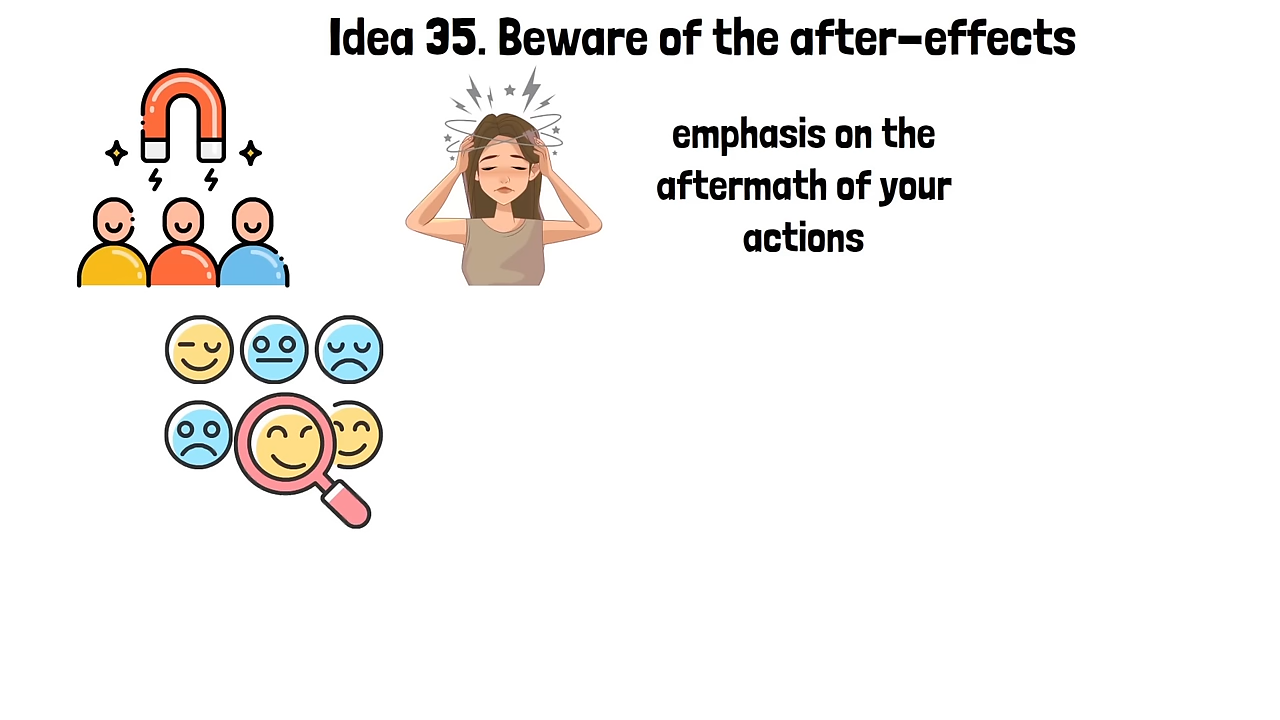 Idea 35. Beware of the after-effects
emphasis on the
aftermath of your
actions